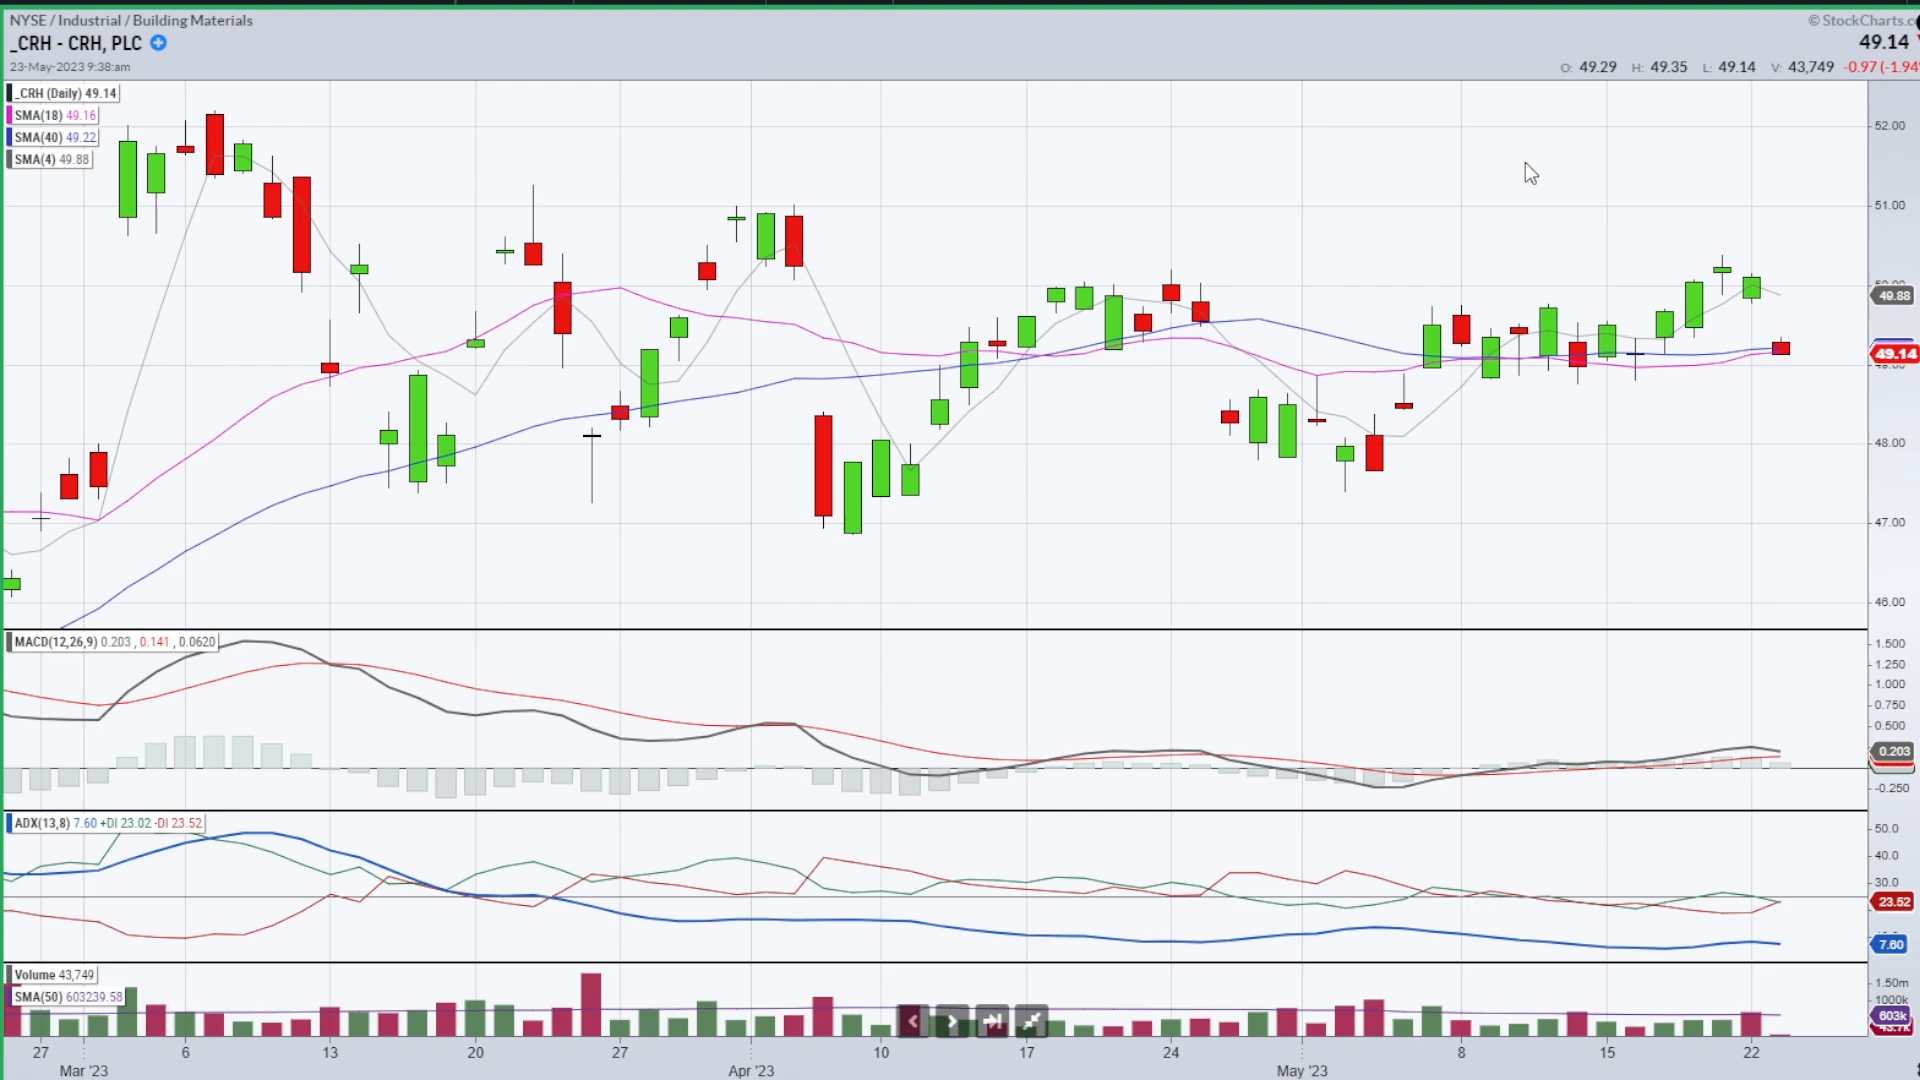 NYSE / Industrial / Building Materials
© StockCharts.c
_CRH - CRH, PLC
49.14
23-May-2023 9:38:am
O: 49.29 H: 49.35 L: 49.14 V: 43,749 -0.97 (-1.94
_CRH (Daily) 49.14
SMA(18) 49.16
SMA(40) 49.22
SMA(4) 49.88
52.00
51.00
49.88
49.14
48.00
47.00
46.00
MACD(12,26,9) 0.203 , 0.141 , 0.0620
1.500
1.250
1.000
0.750
0.500
0.203
-0.250
ADX(13,8) 7.60 +DI 23.02 -DI 23.52
50.0
40.0
30.0
23.52
7.60
Volume 43,749
SMA(50) 603239.58
1.50m
1000k
603k
43.7k
27 6 13 20 27 10 17 24 8 15 22
Mar '23 Apr '23 May '23